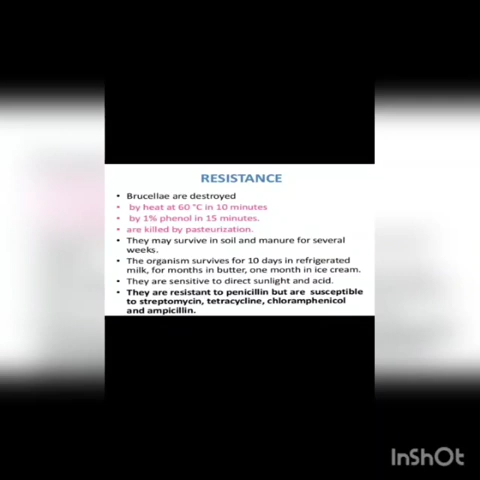 RESISTANCE
• Brucellae are destroyed
• by heat at 60 °C in 10 minutes
• by 1% phenol in 15 minutes.
• are killed by pasteurization.
• They may survive in soil and manure for several
weeks.
• The organism survives for 10 days in refrigerated
milk, for months in butter, one month in ice cream.
• They are sensitive to direct sunlight and acid.
• They are resistant to penicillin but are susceptible
to streptomycin, tetracycline, chloramphenicol
and ampicillin.
InShOt